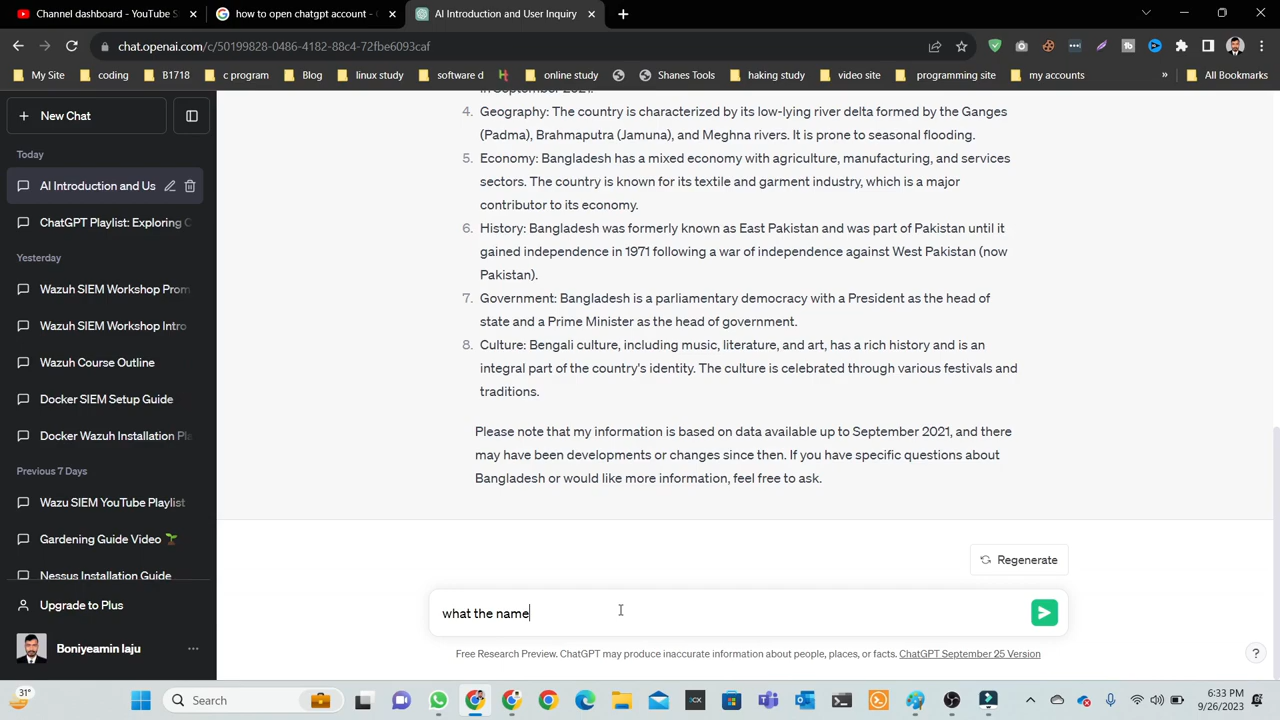 Channel dashboard - YouTube S
how to open chatgpt account -
AI Introduction and User Inquiry
chat.openai.com/c/50199828-0486-4182-88c4-72fbe6093caf
My Site
coding
B1718
c program
Blog
linux study
software d
online study
Shanes Tools
haking study
video site
programming site
my accounts
»
All Bookmarks
New Chat
Today
AI Introduction and Us
ChatGPT Playlist: Exploring C
Yesterday
Wazuh SIEM Workshop Prom
Wazuh SIEM Workshop Intro
Wazuh Course Outline
Docker SIEM Setup Guide
Docker Wazuh Installation Pla
Previous 7 Days
Wazu SIEM YouTube Playlist
Gardening Guide Video
Nessus Installation Guide
Upgrade to Plus
Boniyeamin laju
in September 2021.
4. Geography: The country is characterized by its low-lying river delta formed by the Ganges
(Padma), Brahmaputra (Jamuna), and Meghna rivers. It is prone to seasonal flooding.
5. Economy: Bangladesh has a mixed economy with agriculture, manufacturing, and services
sectors. The country is known for its textile and garment industry, which is a major
contributor to its economy.
6. History: Bangladesh was formerly known as East Pakistan and was part of Pakistan until it
gained independence in 1971 following a war of independence against West Pakistan (now
Pakistan).
7. Government: Bangladesh is a parliamentary democracy with a President as the head of
state and a Prime Minister as the head of government.
8. Culture: Bengali culture, including music, literature, and art, has a rich history and is an
integral part of the country's identity. The culture is celebrated through various festivals and
traditions.
Please note that my information is based on data available up to September 2021, and there
may have been developments or changes since then. If you have specific questions about
Bangladesh or would like more information, feel free to ask.
Regenerate
what the name
Free Research Preview. ChatGPT may produce inaccurate information about people, places, or facts. ChatGPT September 25 Version
?
31°
Search
6:33 PM
9/26/2023